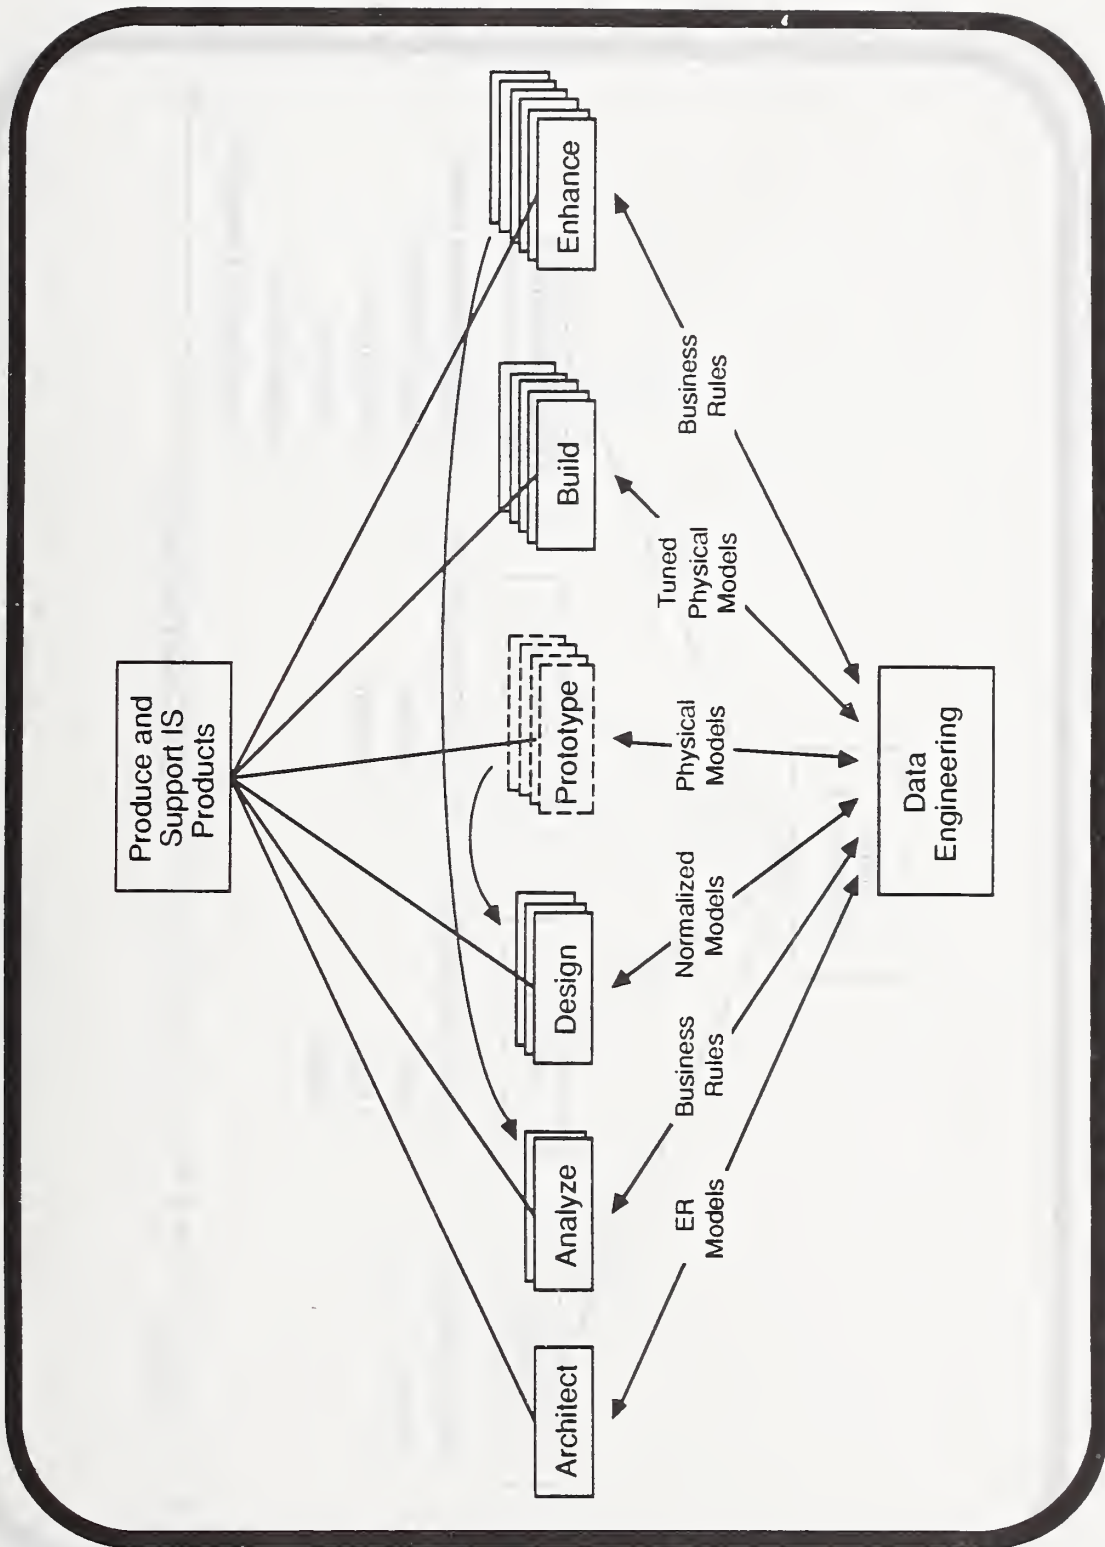 Produce and
Support IS
Products
Architect
Analyze
Design
Prototype
Build
Enhance
ER
Models
Business
Rules
Normalized
Models
Physical
Models
Tuned
Physical
Models
Business
Rules
Data
Engineering